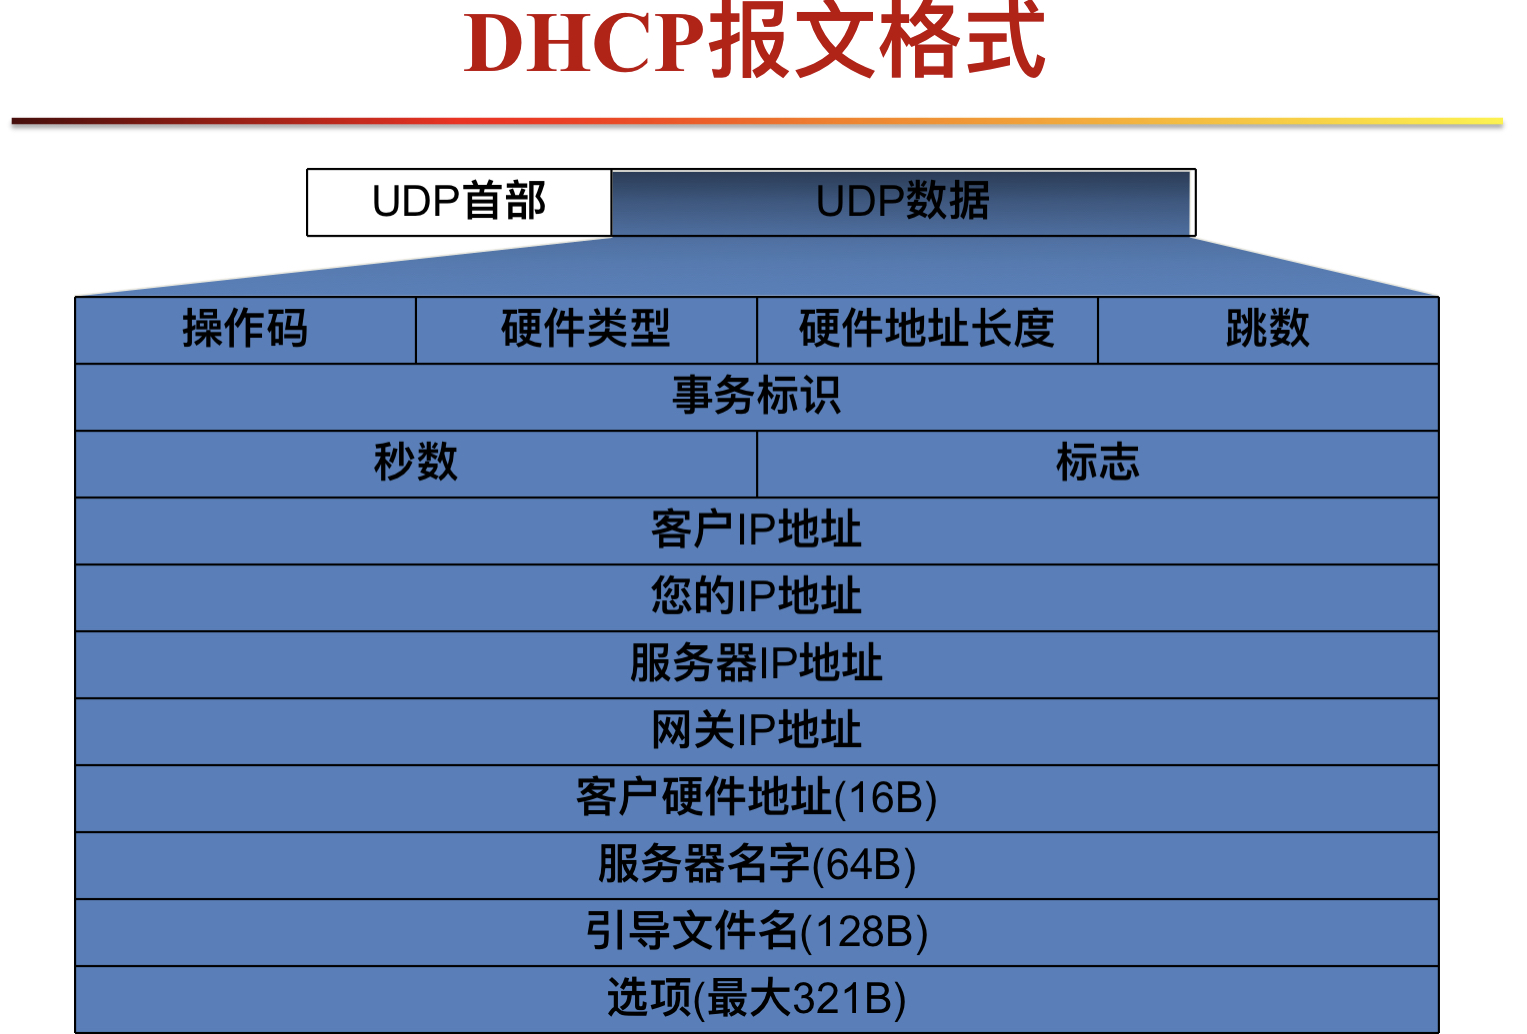 DHCP报文格式
UDP首部 UDP数据
操作码 硬件类型 硬件地址长度 跳数
事务标识
秒数 标志
客户IP地址
您的IP地址
服务器IP地址
网关IP地址
客户硬件地址(16B)
服务器名字(64B)
引导文件名(128B)
选项(最大321B)